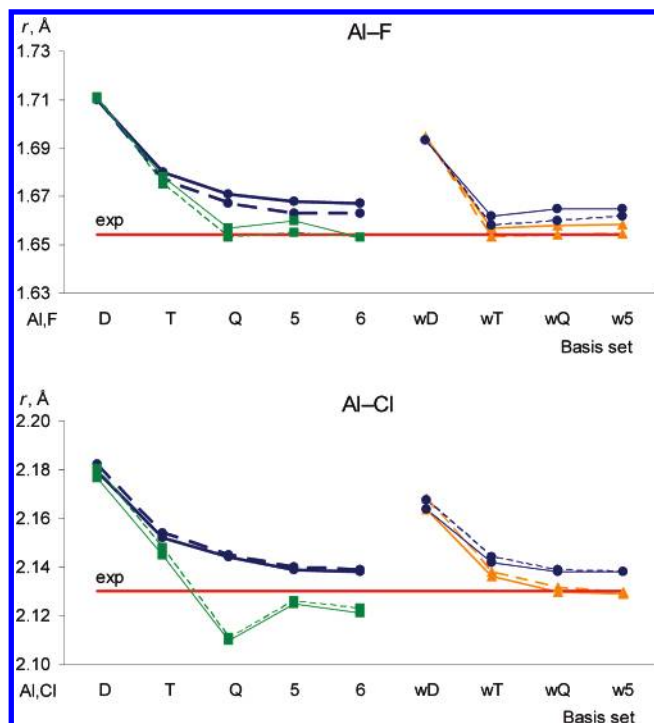 r, Å
Al–F
1.73
1.71
1.69
1.67
exp
1.65
1.63
Al,F D T Q 5 6 wD wT wQ w5
Basis set
r, Å
Al–Cl
2.20
2.18
2.16
2.14
exp
2.12
2.10
Al,Cl D T Q 5 6 wD wT wQ w5
Basis set